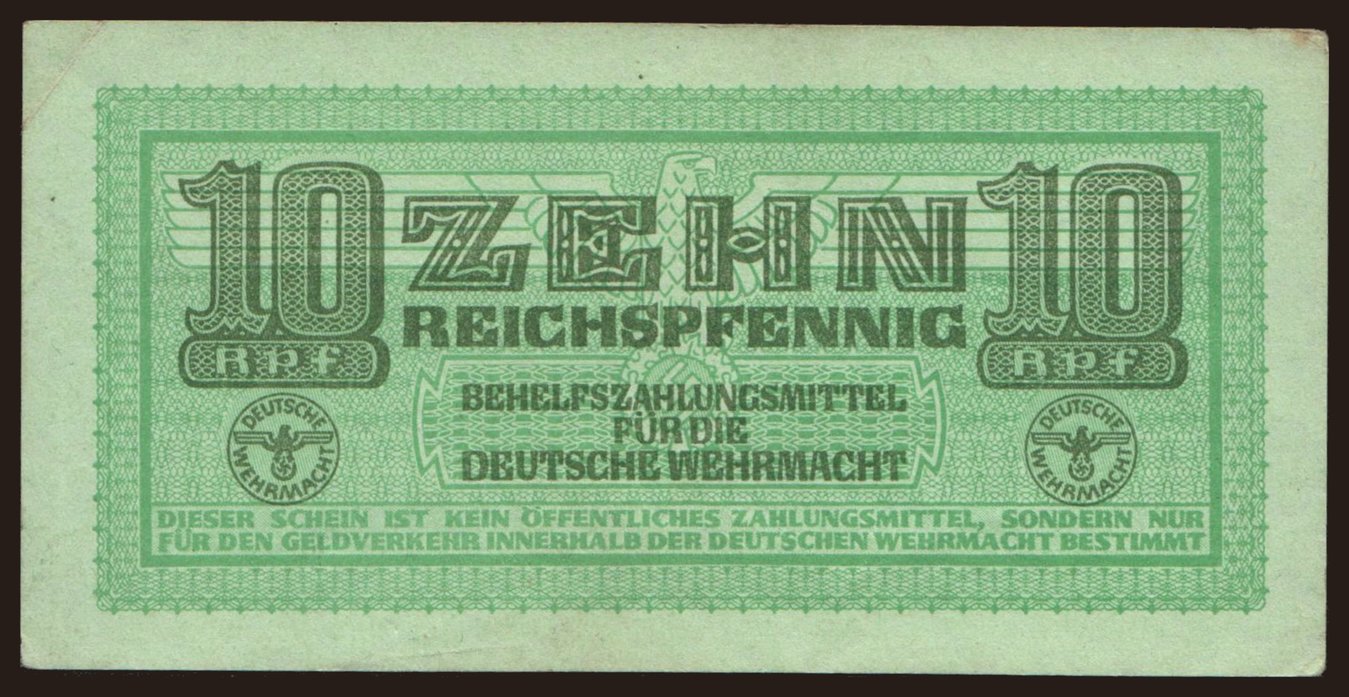 10 ZEHN 10
REICHSPFENNIG
Rpf Rpf
BEHELFSZAHLUNGSMITTEL
FÜR DIE
DEUTSCHE WEHRMACHT
DEUTSCHE WEHRMACHT
DEUTSCHE WEHRMACHT
DIESER SCHEIN IST KEIN ÖFFENTLICHES ZAHLUNGSMITTEL, SONDERN NUR
FÜR DEN GELDVERKEHR INNERHALB DER DEUTSCHEN WEHRMACHT BESTIMMT